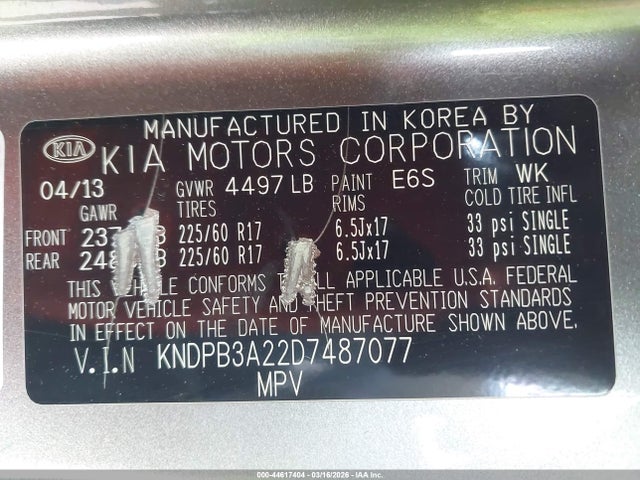 MANUFACTURED IN KOREA BY
KIA KIA MOTORS CORPORATION
04/13 GVWR 4497 LB PAINT E6S TRIM WK
GAWR TIRES RIMS COLD TIRE INFL
FRONT 225/60 R17 6.5Jx17 33 psi SINGLE
REAR 225/60 R17 6.5Jx17 33 psi SINGLE
THIS VEHICLE CONFORMS TO ALL APPLICABLE U.S.A. FEDERAL
MOTOR VEHICLE SAFETY AND THEFT PREVENTION STANDARDS
IN EFFECT ON THE DATE OF MANUFACTURE SHOWN ABOVE.
V.I.N KNDPB3A22D7487077
MPV
000-44617404 - 03/16/2026 - IAA Inc.